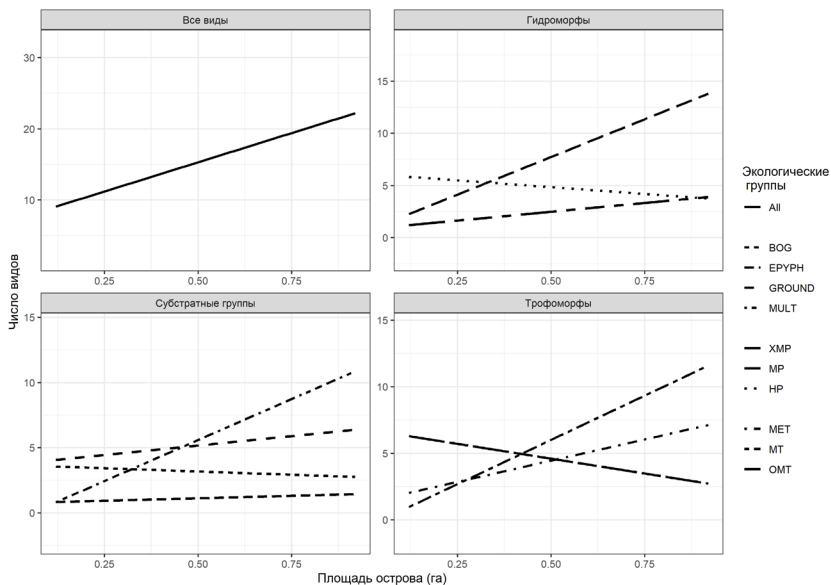 Все виды
Гидроморфы
30
20
10
15
10
5
0
0.25 0.50 0.75
0.25 0.50 0.75
Субстратные группы
Трофоморфы
15
10
5
0
15
10
5
0
0.25 0.50 0.75
0.25 0.50 0.75
Число видов
Площадь острова (га)
Экологические
группы
All
BOG
EPYPH
GROUND
MULT
XMP
MP
HP
MET
MT
OMT